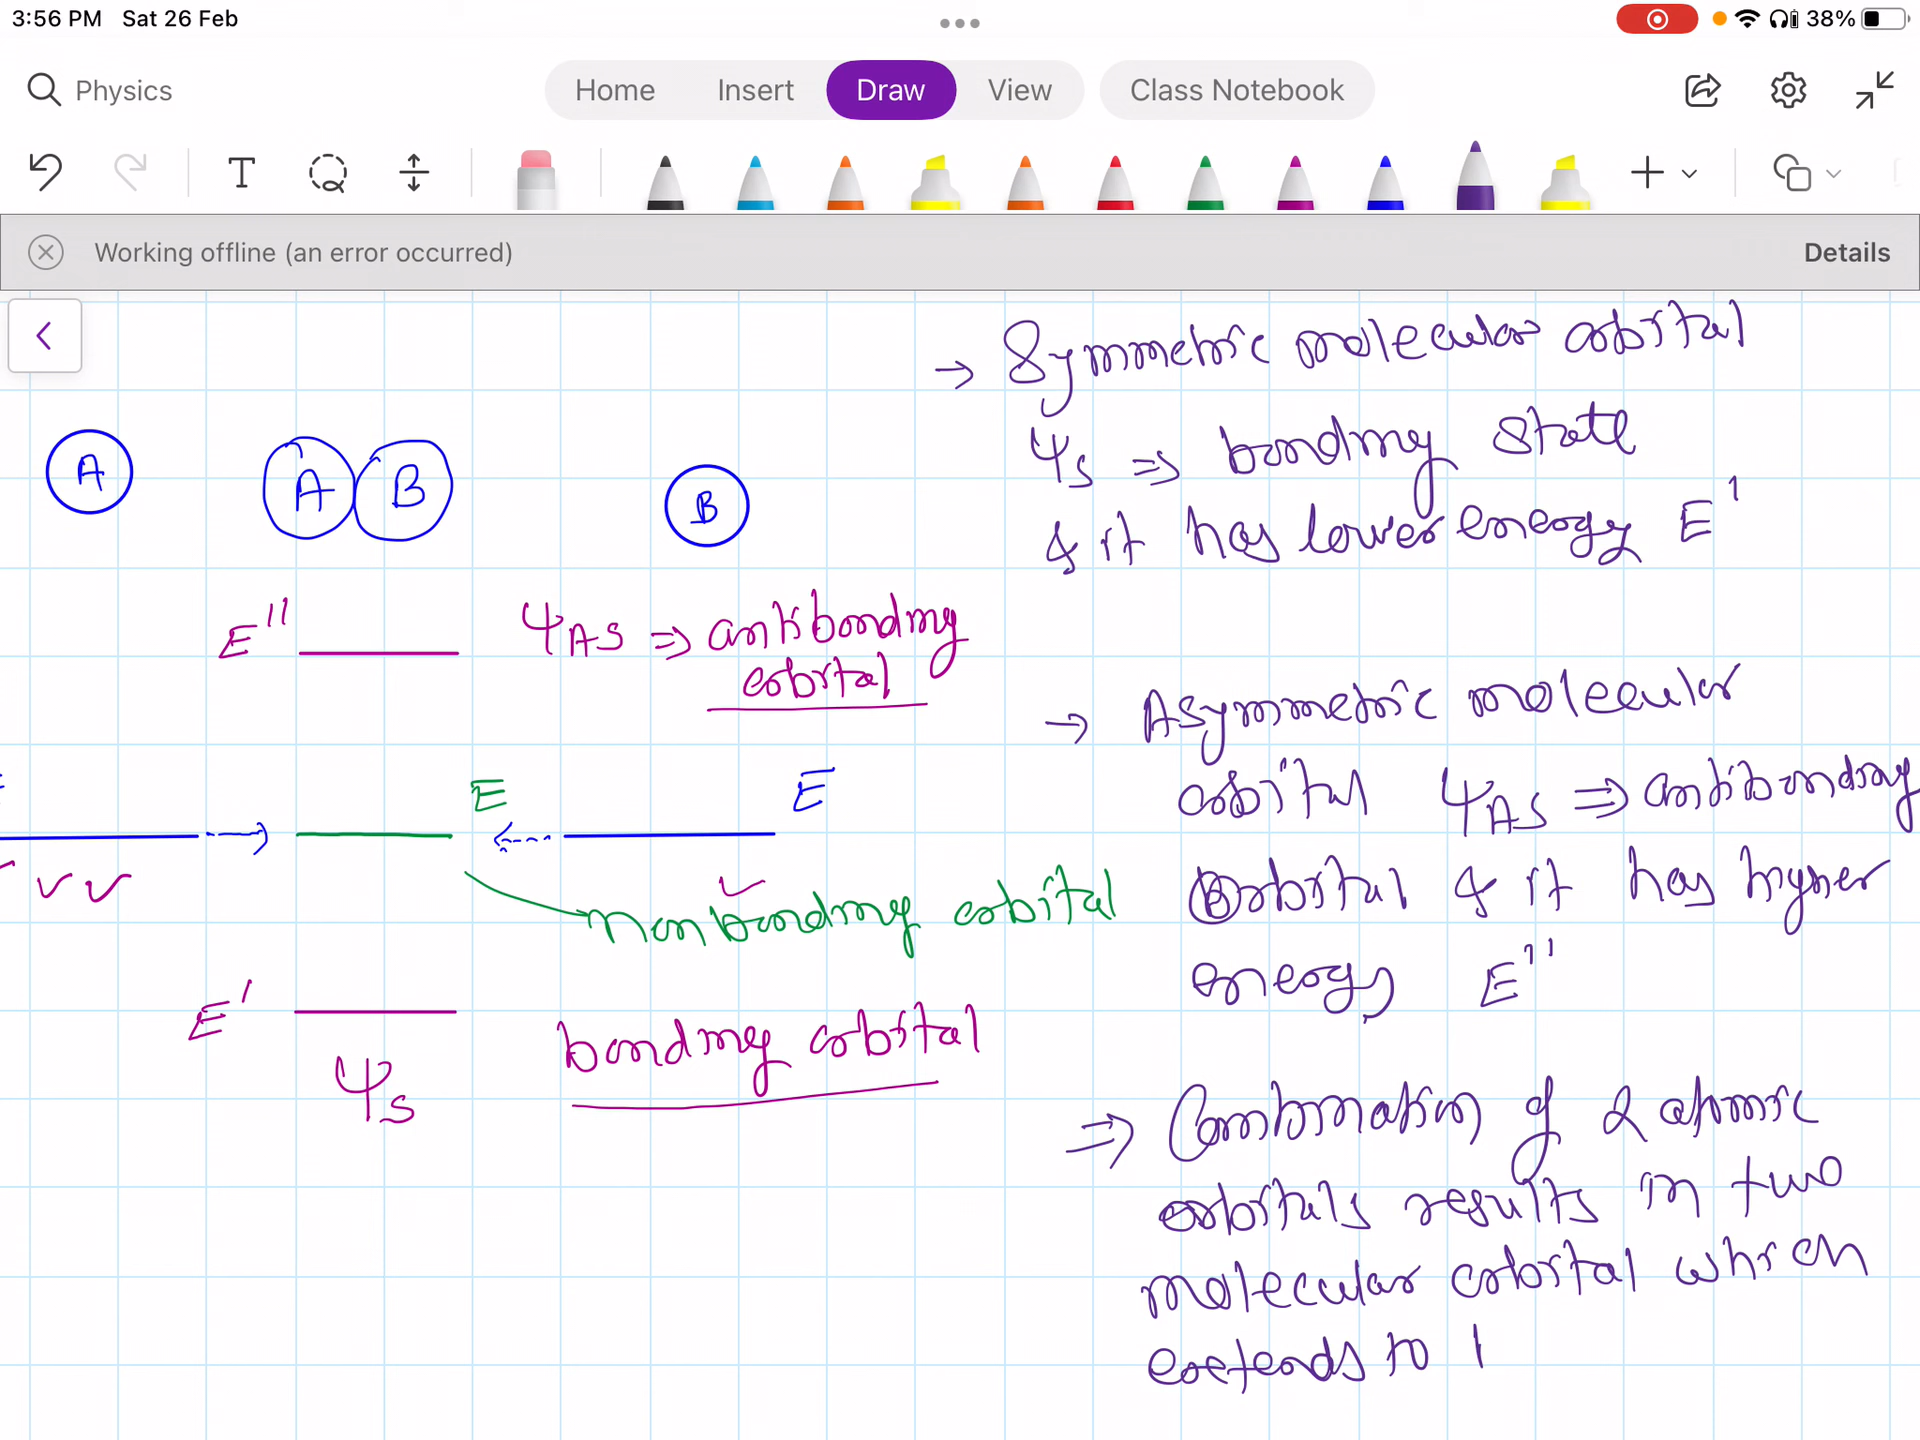 3:56 PM Sat 26 Feb
38%
Physics
Home Insert Draw View Class Notebook
T
Working offline (an error occurred) Details
→ Symmetric molecular orbital
ψS ⇒ bonding state
& it has lower energy E'
A
A B
B
E'' ψAS ⇒ antibonding
orbital
E E
nonbonding orbital
E' bonding orbital
ψS
→ Asymmetric molecular
orbital ψAS ⇒ antibonding
Orbital & it has higher
energy E''
⇒ Combination of 2 atomic
orbitals results in two
molecular orbital which
extends to